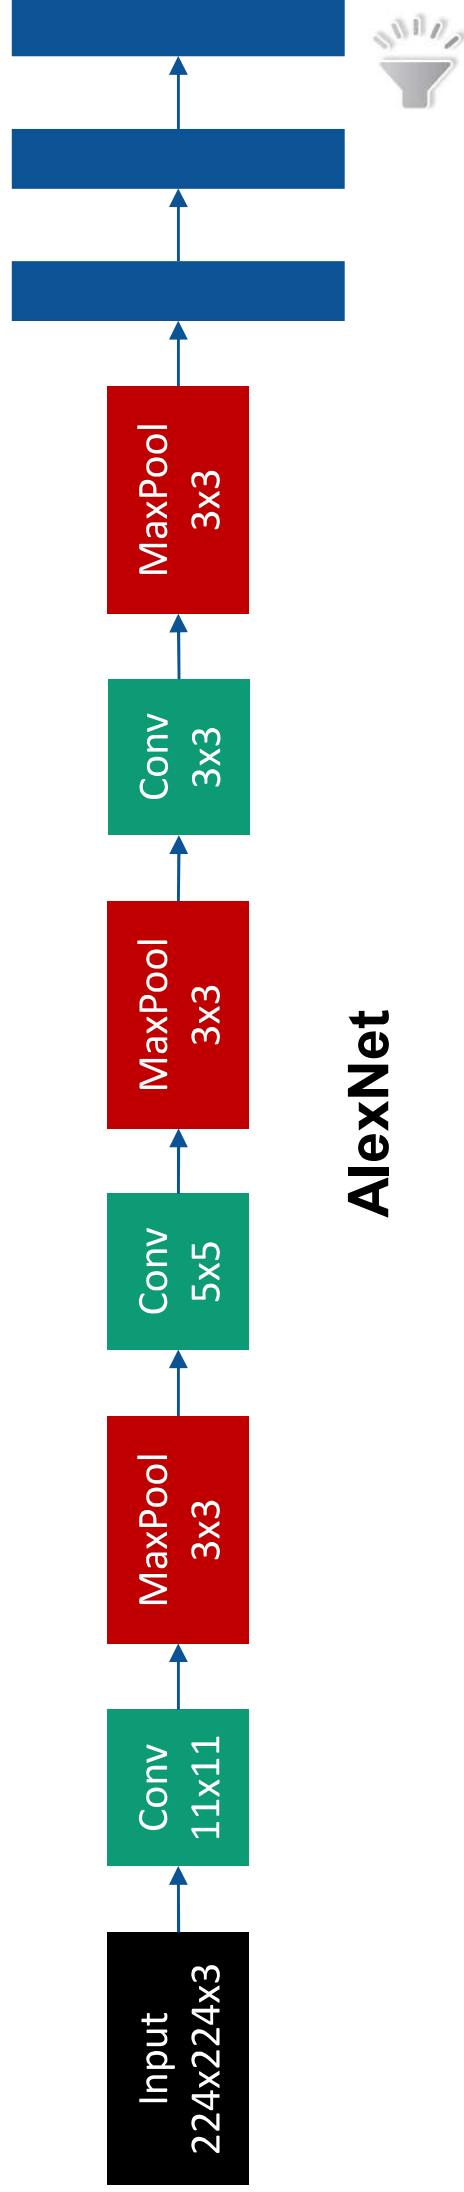 Input
224x224x3
Conv
11x11
MaxPool
3x3
Conv
5x5
MaxPool
3x3
Conv
3x3
MaxPool
3x3
AlexNet